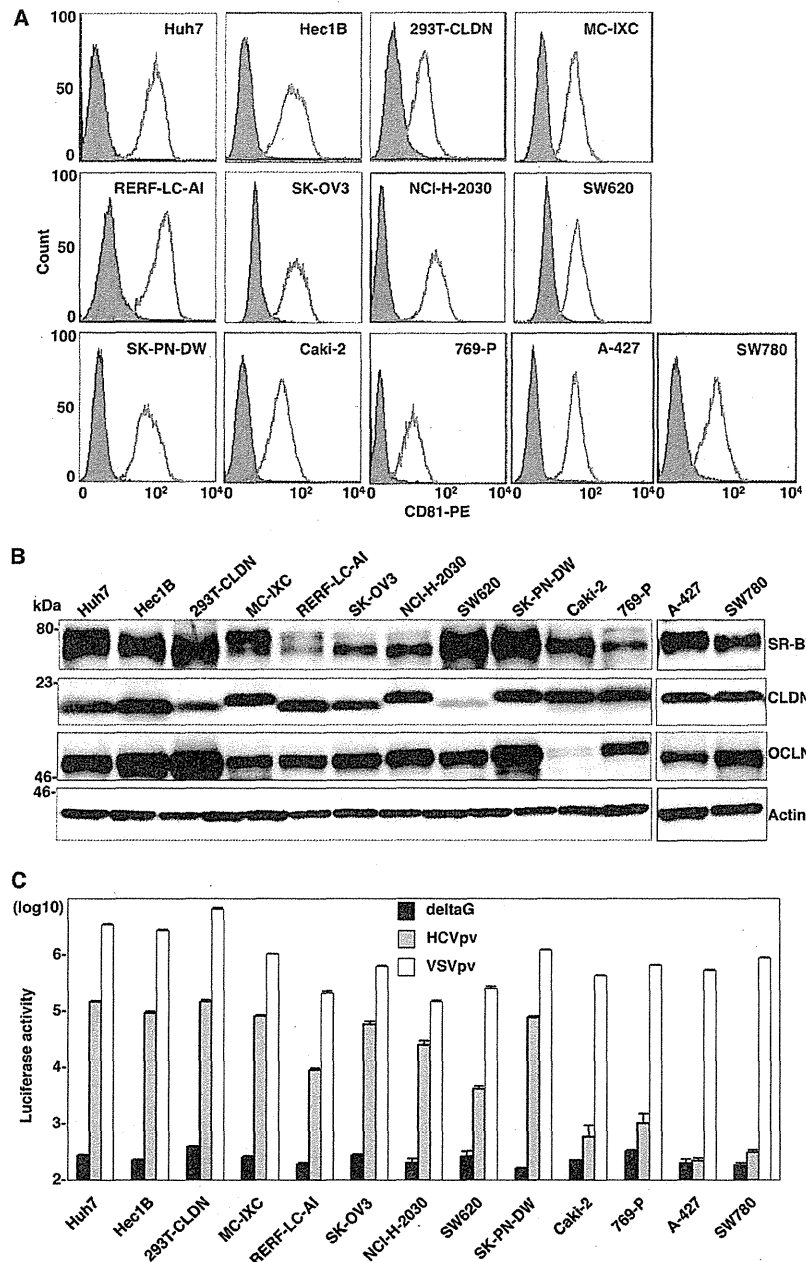 A
100
50
0
Huh7
Hec1B
293T-CLDN
MC-IXC
Count
50
0
RERF-LC-AI
SK-OV3
NCI-H-2030
SW620
100
50
0
SK-PN-DW
Caki-2
769-P
A-427
SW780
0 10² 10⁴
0 10² 10⁴
0 10² 10⁴
0 10² 10⁴
0 10² 10⁴
CD81-PE
B
kDa
Huh7
Hec1B
293T-CLDN
MC-IXC
RERF-LC-AI
SK-OV3
NCI-H-2030
SW620
SK-PN-DW
Caki-2
769-P
A-427
SW780
80-
SR-B
23-
CLDN
OCLN
46-
46-
Actin
C
(log10)
Luciferase activity
6-
5-
4-
3-
2-
deltaG
HCVpv
VSVpv
Huh7
Hec1B
293T-CLDN
MC-IXC
RERF-LC-AI
SK-OV3
NCI-H-2030
SW620
SK-PN-DW
Caki-2
769-P
A-427
SW780